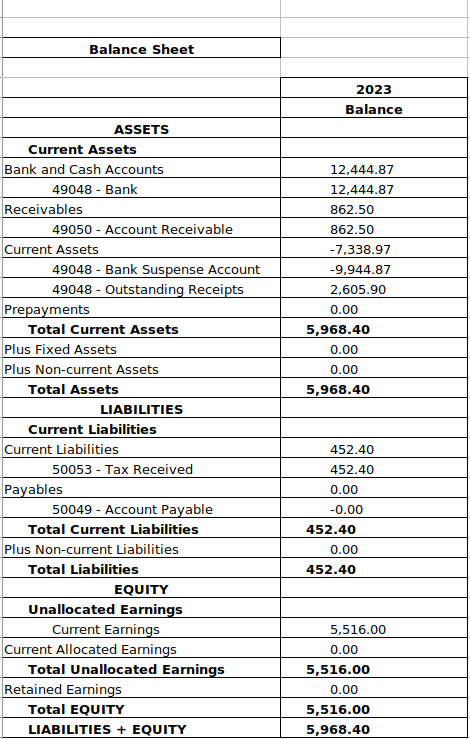 Balance Sheet
2023
Balance
ASSETS
Current Assets
Bank and Cash Accounts 12,444.87
49048 - Bank 12,444.87
Receivables 862.50
49050 - Account Receivable 862.50
Current Assets -7,338.97
49048 - Bank Suspense Account -9,944.87
49048 - Outstanding Receipts 2,605.90
Prepayments 0.00
Total Current Assets 5,968.40
Plus Fixed Assets 0.00
Plus Non-current Assets 0.00
Total Assets 5,968.40
LIABILITIES
Current Liabilities
Current Liabilities 452.40
50053 - Tax Received 452.40
Payables 0.00
50049 - Account Payable -0.00
Total Current Liabilities 452.40
Plus Non-current Liabilities 0.00
Total Liabilities 452.40
EQUITY
Unallocated Earnings
Current Earnings 5,516.00
Current Allocated Earnings 0.00
Total Unallocated Earnings 5,516.00
Retained Earnings 0.00
Total EQUITY 5,516.00
LIABILITIES + EQUITY 5,968.40